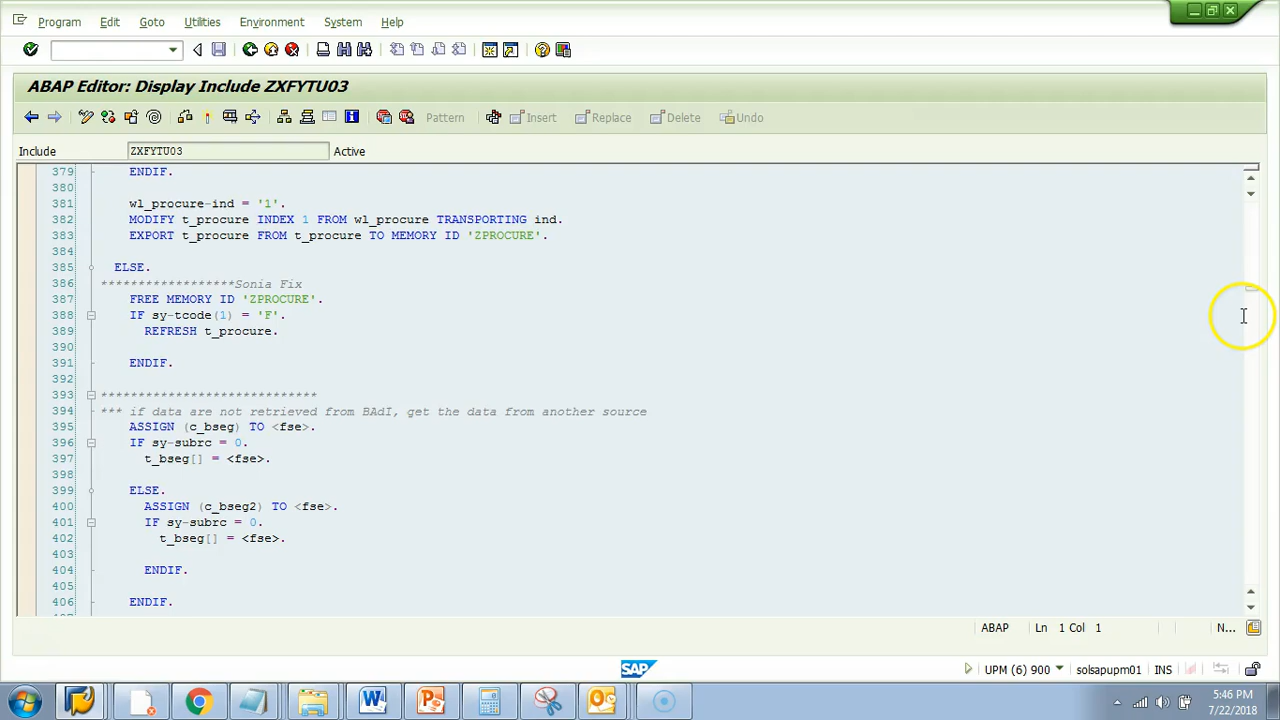 Program Edit Goto Utilities Environment System Help
ABAP Editor: Display Include ZXFYTU03
Pattern Insert Replace Delete Undo
Include ZXFYTU03 Active
379 ENDIF.
380
381 wl_procure-ind = '1'.
382 MODIFY t_procure INDEX 1 FROM wl_procure TRANSPORTING ind.
383 EXPORT t_procure FROM t_procure TO MEMORY ID 'ZPROCURE'.
384
385 ELSE.
386 ******************Sonia Fix
387 FREE MEMORY ID 'ZPROCURE'.
388 IF sy-tcode(1) = 'F'.
389 REFRESH t_procure.
390
391 ENDIF.
392
393 *****************************
394 *** if data are not retrieved from BAdI, get the data from another source
395 ASSIGN (c_bseg) TO <fse>.
396 IF sy-subrc = 0.
397 t_bseg[] = <fse>.
398
399 ELSE.
400 ASSIGN (c_bseg2) TO <fse>.
401 IF sy-subrc = 0.
402 t_bseg[] = <fse>.
403
404 ENDIF.
405
406 ENDIF.
ABAP Ln 1 Col 1 N...
SAP UPM (6) 900 solsapupm01 INS
5:46 PM
7/22/2018